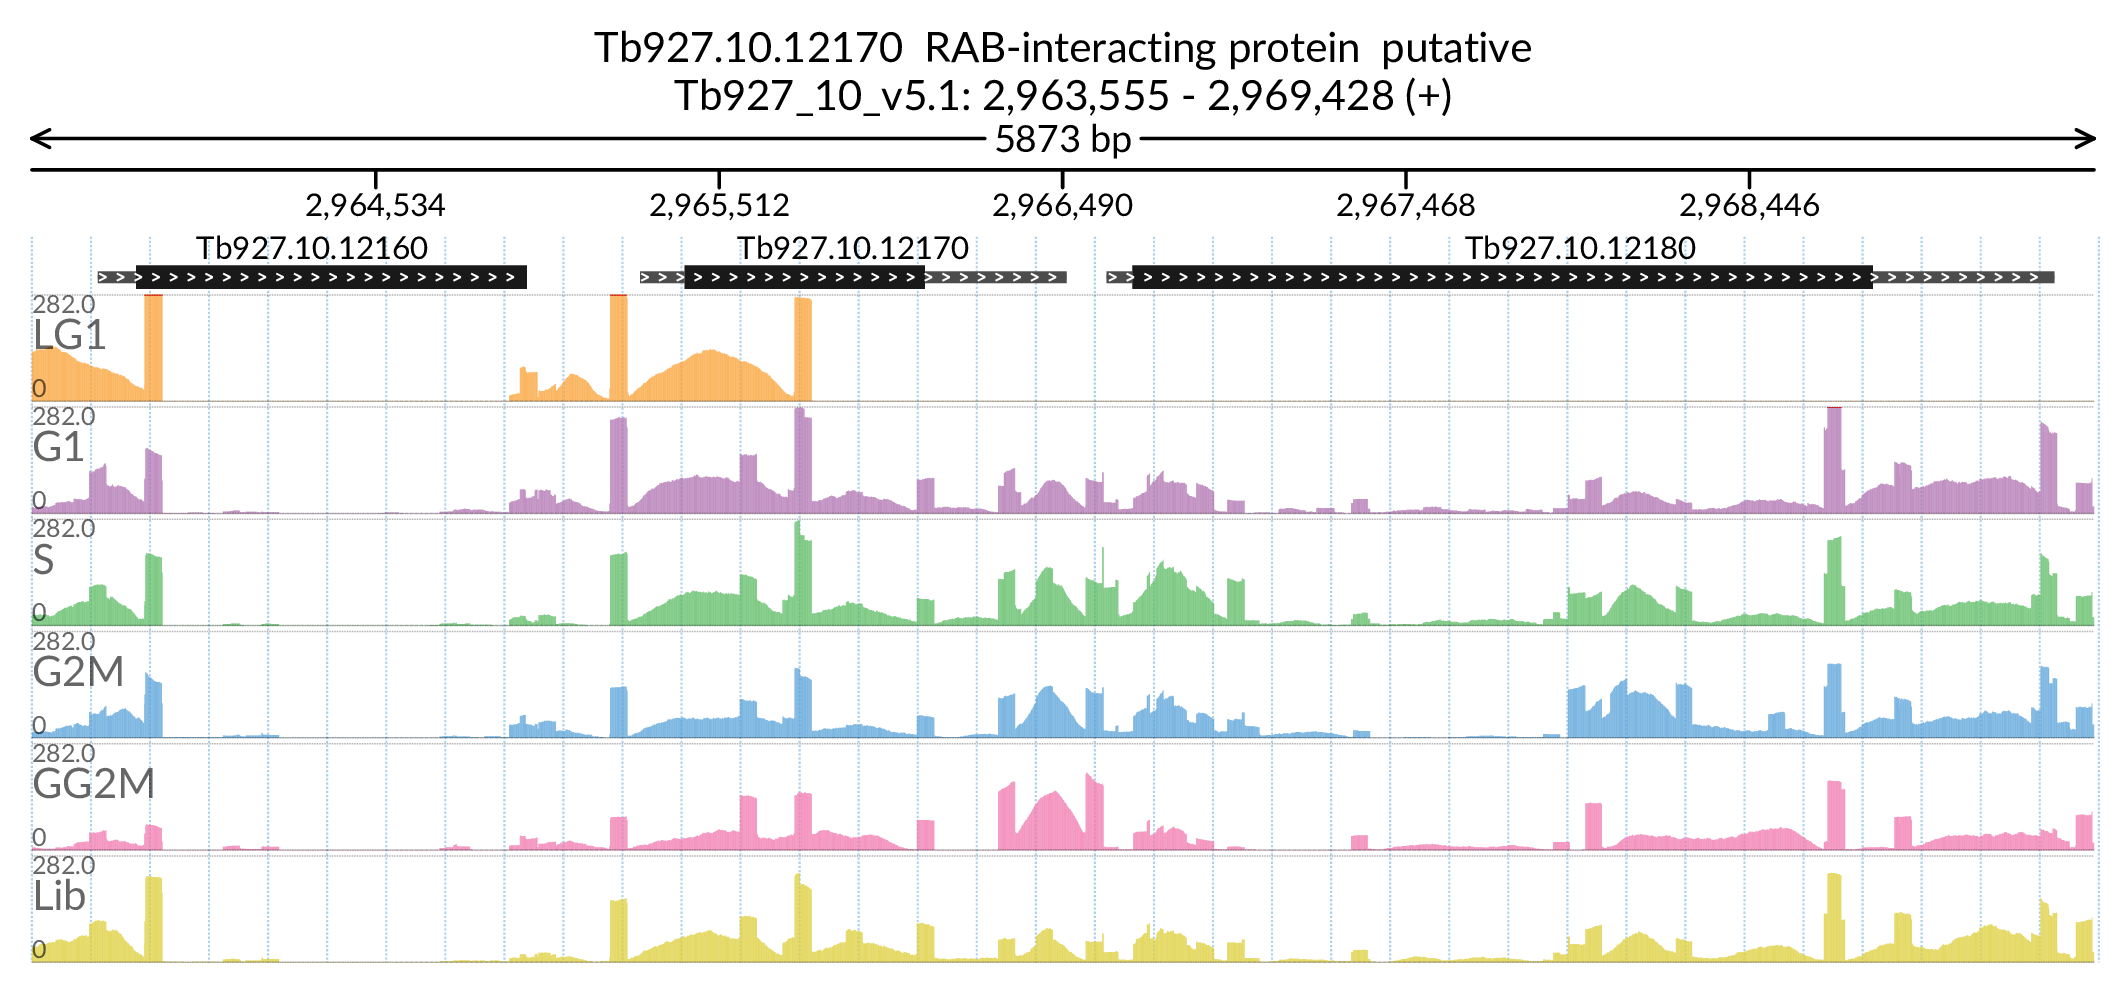 Tb927.10.12170  RAB-interacting protein  putative
Tb927_10_v5.1: 2,963,555 - 2,969,428 (+)
5873 bp
2,964,534 2,965,512 2,966,490 2,967,468 2,968,446
Tb927.10.12160 Tb927.10.12170 Tb927.10.12180
282.0
LG1
0
282.0
G1
0
282.0
S
0
282.0
G2M
0
282.0
GG2M
0
282.0
Lib
0